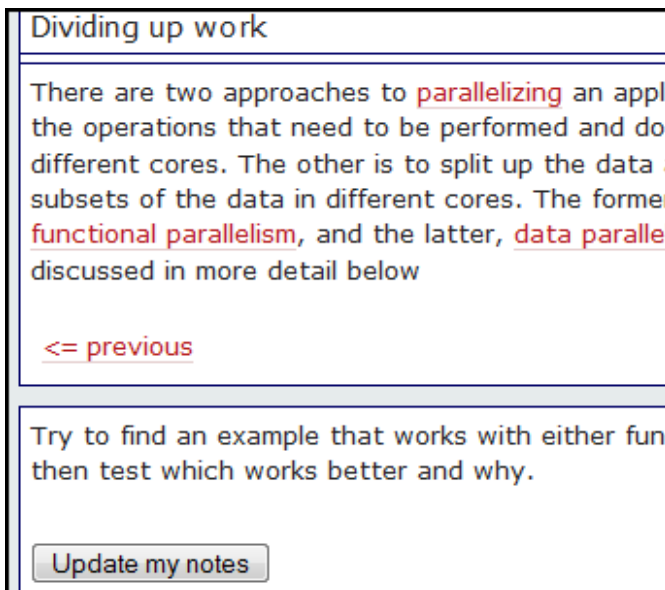 Dividing up work
There are two approaches to parallelizing an appl
the operations that need to be performed and do
different cores. The other is to split up the data
subsets of the data in different cores. The former
functional parallelism, and the latter, data paralle
discussed in more detail below
<= previous
Try to find an example that works with either fun
then test which works better and why.
Update my notes